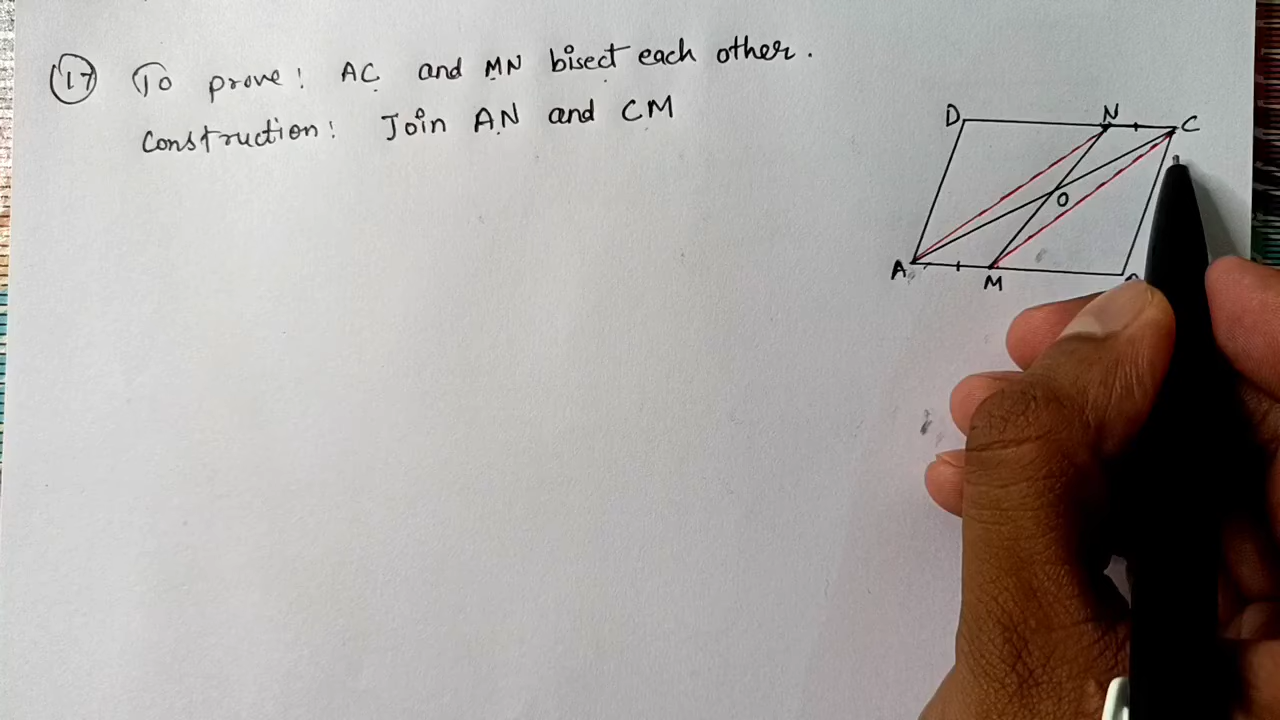 17 To prove: AC and MN bisect each other.
Construction: Join AN and CM
D N C
O
A M